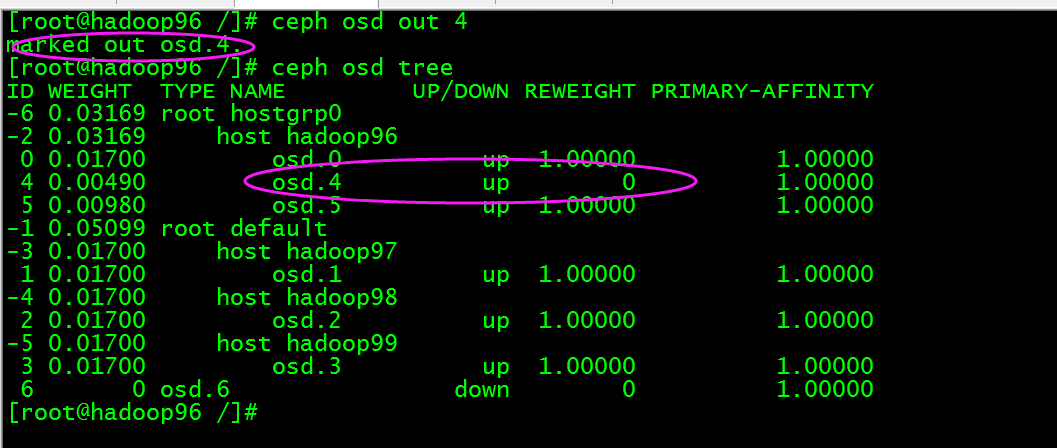 [root@hadoop96 /]# ceph osd out 4
marked out osd.4.
[root@hadoop96 /]# ceph osd tree
ID WEIGHT  TYPE NAME          UP/DOWN REWEIGHT PRIMARY-AFFINITY
-6 0.03169 root hostgrp0
-2 0.03169     host hadoop96
 0 0.01700         osd.0          up  1.00000          1.00000
 4 0.00490         osd.4          up        0          1.00000
 5 0.00980         osd.5          up  1.00000          1.00000
-1 0.05099 root default
-3 0.01700     host hadoop97
 1 0.01700         osd.1          up  1.00000          1.00000
-4 0.01700     host hadoop98
 2 0.01700         osd.2          up  1.00000          1.00000
-5 0.01700     host hadoop99
 3 0.01700         osd.3          up  1.00000          1.00000
 6       0 osd.6                down        0          1.00000
[root@hadoop96 /]#